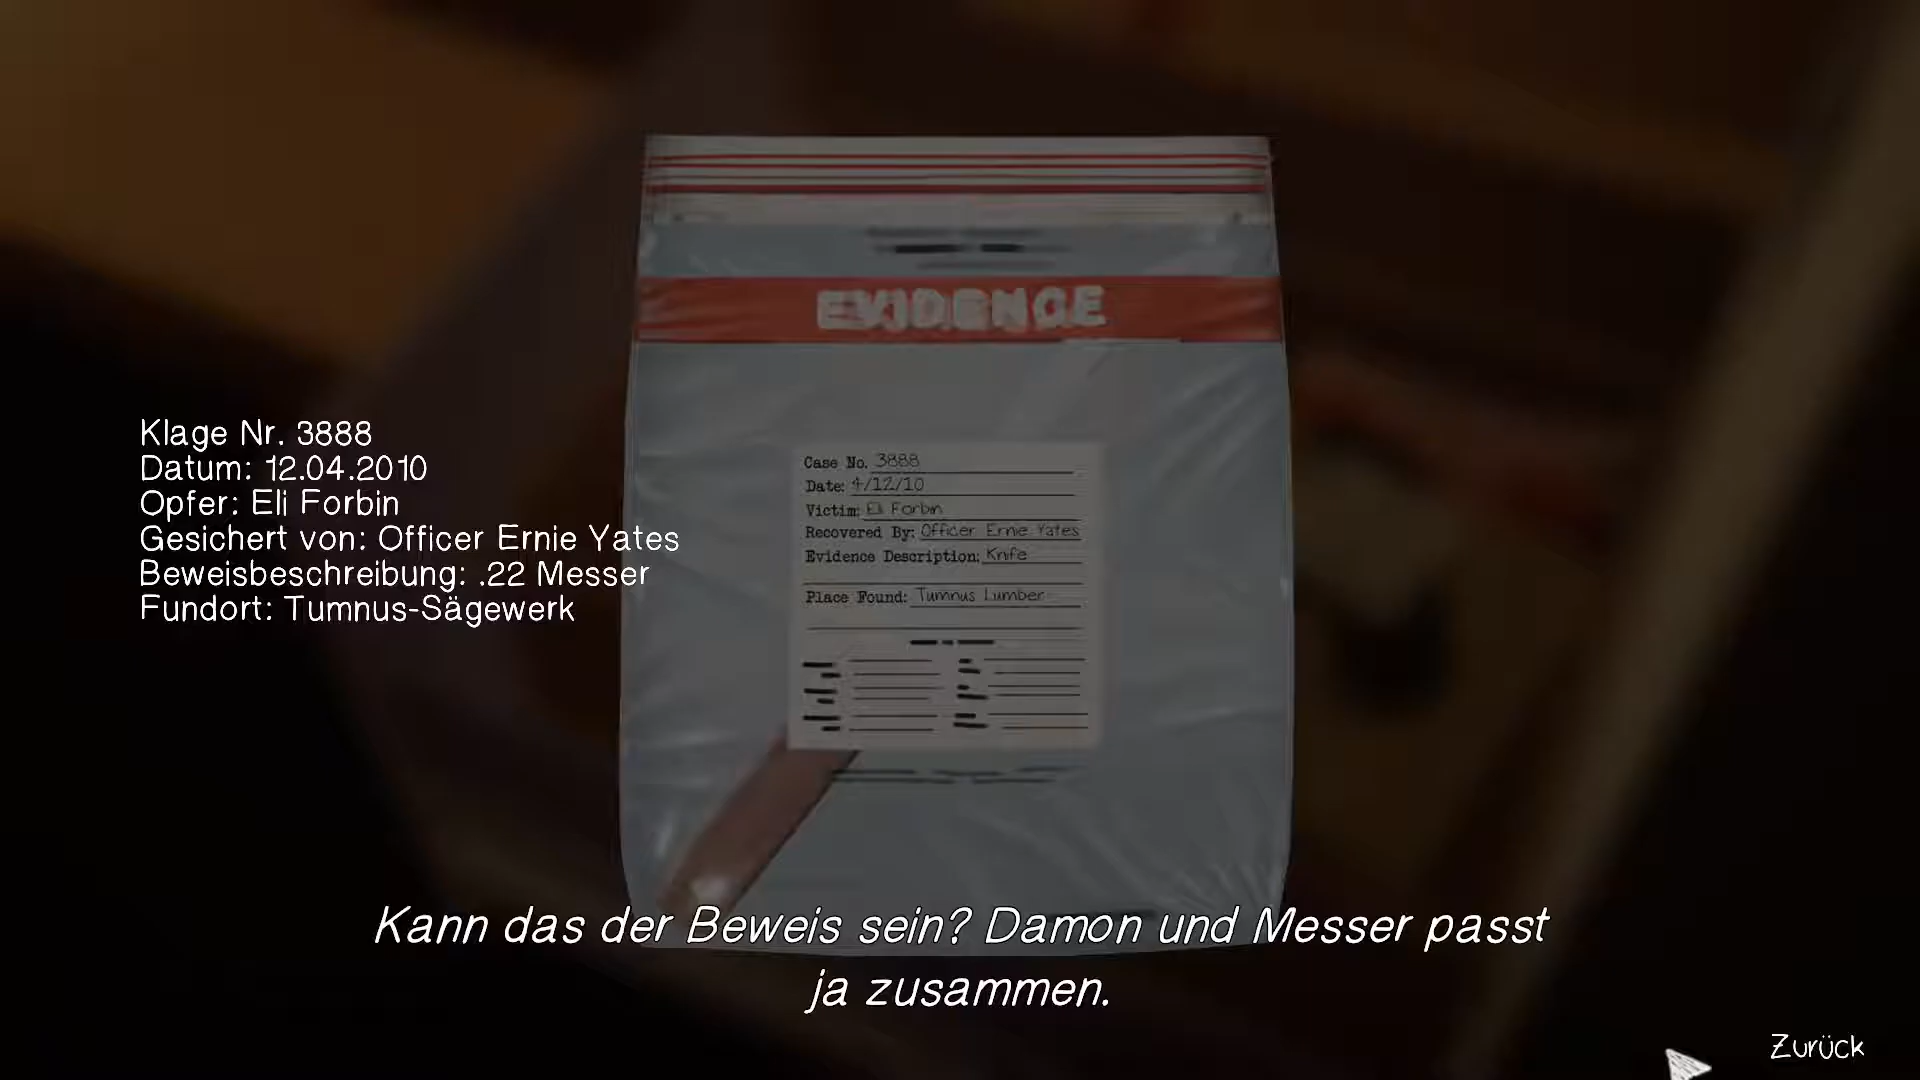 EVIDENCE
Klage Nr. 3888
Datum: 12.04.2010
Opfer: Eli Forbin
Gesichert von: Officer Ernie Yates
Beweisbeschreibung: .22 Messer
Fundort: Tumnus-Sägewerk
Case No. 3888
Date: 4/12/10
Victim: Eli Forbin
Recovered By: Officer Ernie Yates
Evidence Description: Knife
Place Found: Tumnus Lumber
Kann das der Beweis sein? Damon und Messer passt
ja zusammen.
Zurück